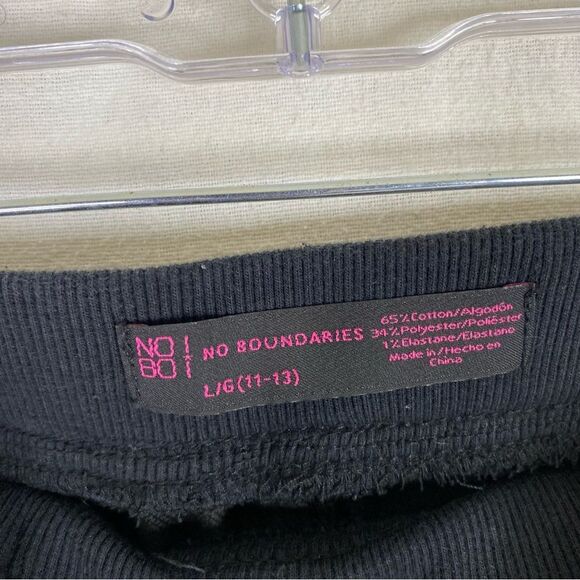 NO
BO
NO BOUNDARIES
L/G (11-13)
65% Cotton/Algodón
34% Polyester/Poliéster
1% Elastane/Elastano
Made in/Hecho en
China